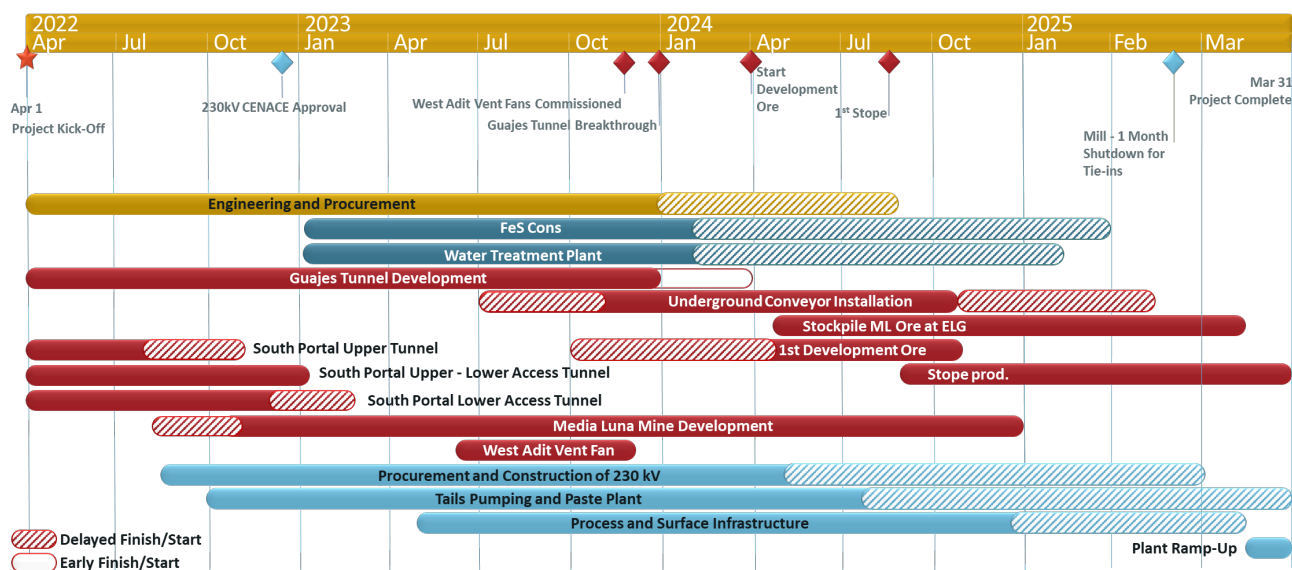 2022 2023 2024 2025
Apr Jul Oct Jan Apr Jul Oct Jan Apr Jul Oct Jan Feb Mar
Apr 1
Project Kick-Off
230kV CENACE Approval
West Adit Vent Fans Commissioned
Guajes Tunnel Breakthrough
Start
Development
Ore
1st Stope
Mill - 1 Month
Shutdown for
Tie-ins
Mar 31
Project Complete
Engineering and Procurement
FeS Cons
Water Treatment Plant
Guajes Tunnel Development
Underground Conveyor Installation
Stockpile ML Ore at ELG
South Portal Upper Tunnel
1st Development Ore
South Portal Upper - Lower Access Tunnel
Stope prod.
South Portal Lower Access Tunnel
Media Luna Mine Development
West Adit Vent Fan
Procurement and Construction of 230 kV
Tails Pumping and Paste Plant
Process and Surface Infrastructure
Plant Ramp-Up
Delayed Finish/Start
Early Finish/Start